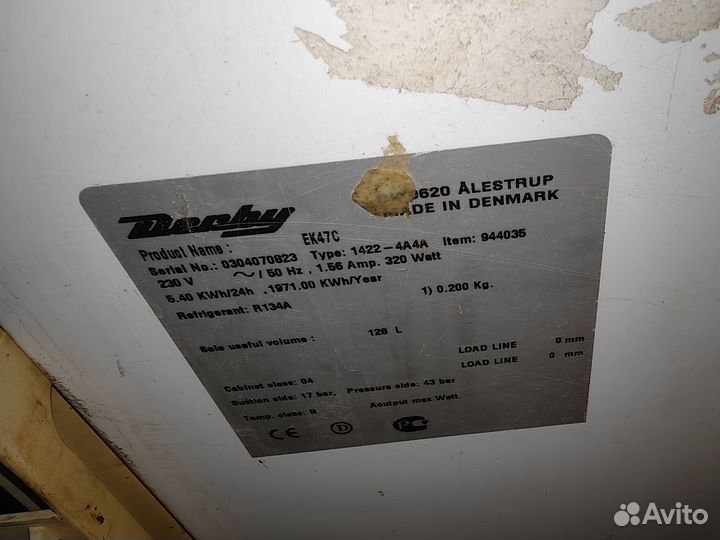 Derby
620 ÅLESTRUP
MADE IN DENMARK
Product Name : EK47C
Serial No.: 0304070823 Type: 1422-4A4A Item: 944035
230 V ~/ 50 Hz , 1.56 Amp. 320 Watt
5.40 KWh/24h ,1971.00 KWh/Year
Refrigerant: R134A 1) 0.200 Kg.
Sale useful volume : 128 L
LOAD LINE 0 mm
LOAD LINE 0 mm
Cabinet class: 04
Suction side: 17 bar, Pressure side: 43 bar
Temp. class: N Aoutput max Watt.
CE D PC
Avito